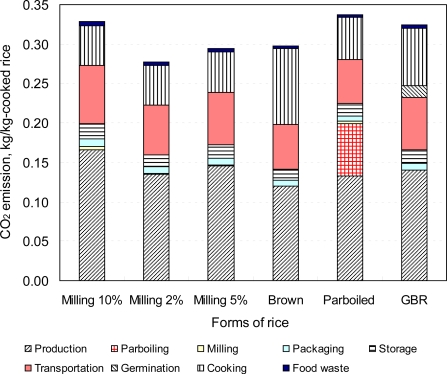 CO2 emission, kg/kg-cooked rice
0.35
0.30
0.25
0.20
0.15
0.10
0.05
0.00
Milling 10% Milling 2% Milling 5% Brown Parboiled GBR
Forms of rice
Production Parboiling Milling Packaging Storage
Transportation Germination Cooking Food waste